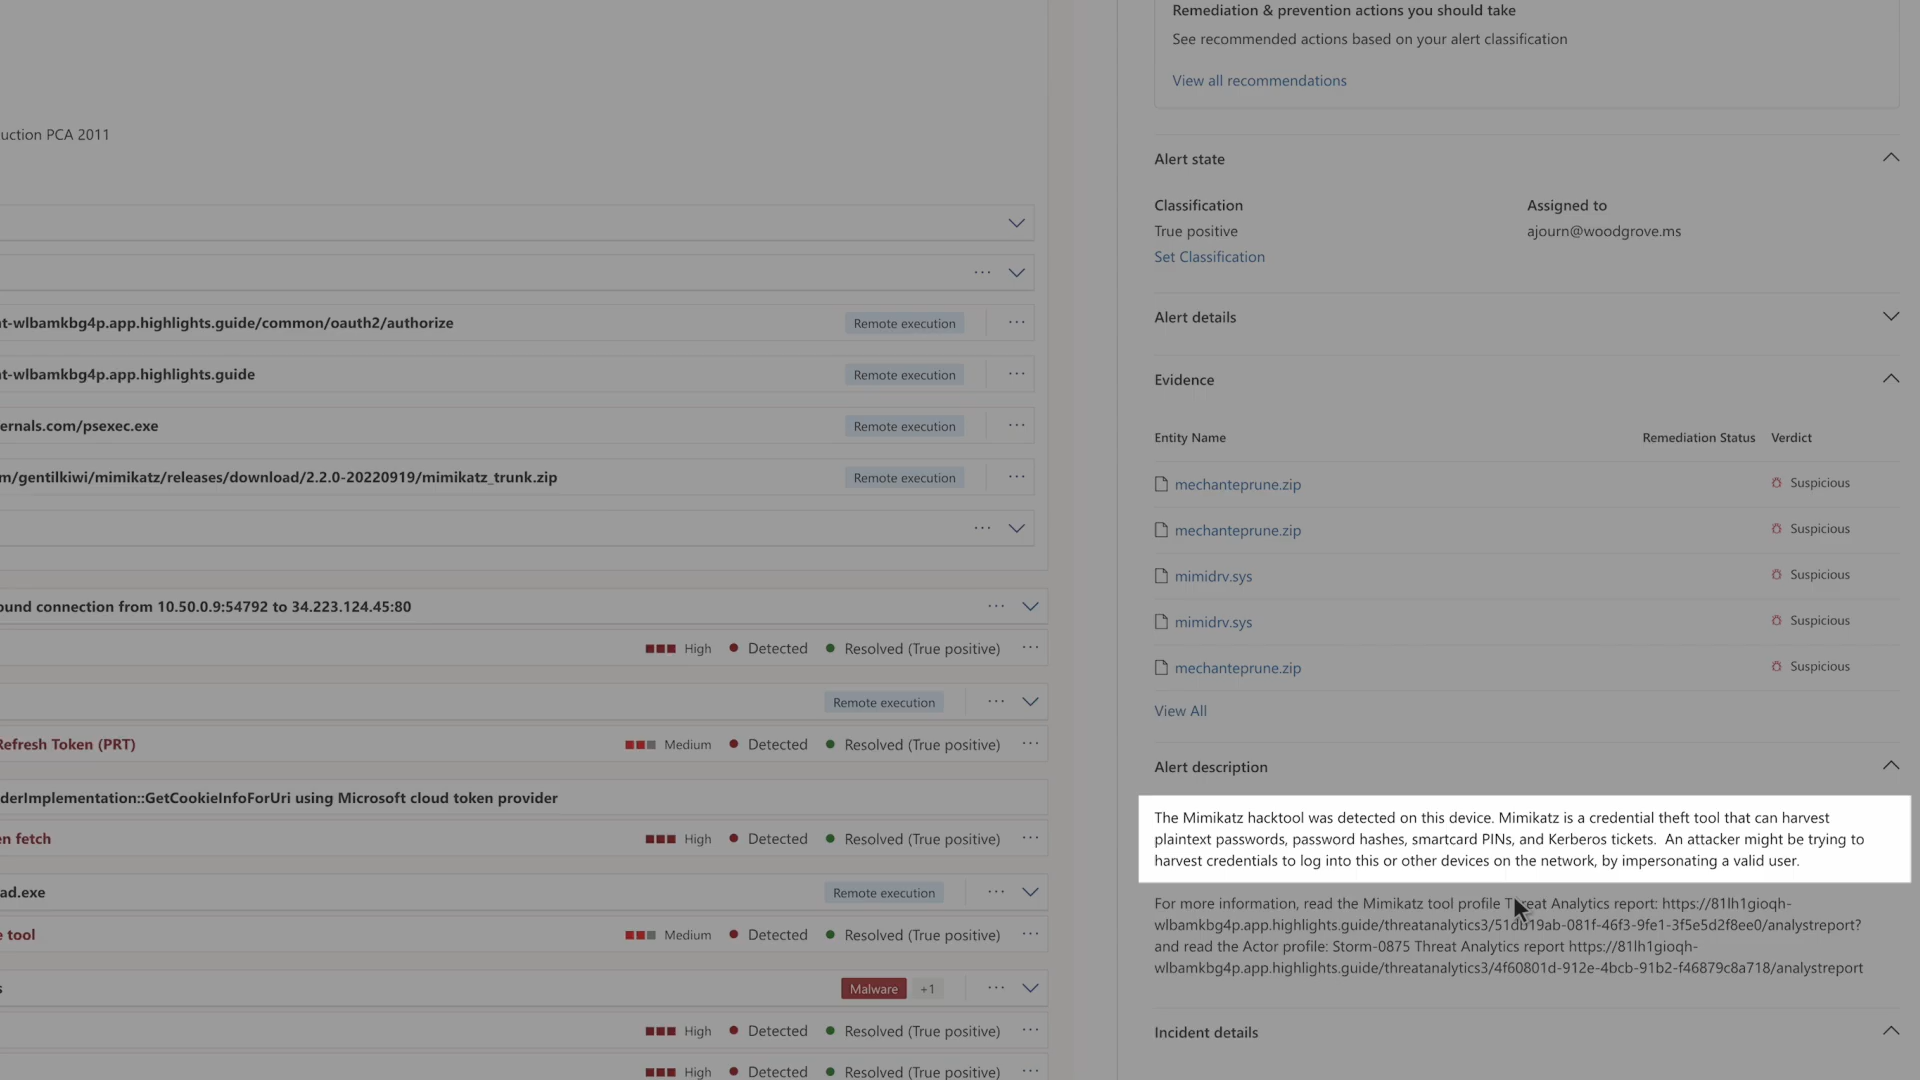 uction PCA 2011
t-wlbamkbg4p.app.highlights.guide/common/oauth2/authorize Remote execution
t-wlbamkbg4p.app.highlights.guide Remote execution
ernals.com/psexec.exe Remote execution
m/gentilkiwi/mimikatz/releases/download/2.2.0-20220919/mimikatz_trunk.zip Remote execution
ound connection from 10.50.0.9:54792 to 34.223.124.45:80
High Detected Resolved (True positive)
Remote execution
Refresh Token (PRT) Medium Detected Resolved (True positive)
derImplementation::GetCookieInfoForUri using Microsoft cloud token provider
en fetch High Detected Resolved (True positive)
ad.exe Remote execution
e tool Medium Detected Resolved (True positive)
s Malware +1
High Detected Resolved (True positive)
High Detected Resolved (True positive)
Remediation & prevention actions you should take
See recommended actions based on your alert classification
View all recommendations
Alert state
Classification Assigned to
True positive ajourn@woodgrove.ms
Set Classification
Alert details
Evidence
Entity Name Remediation Status Verdict
mechanteprune.zip Suspicious
mechanteprune.zip Suspicious
mimidrv.sys Suspicious
mimidrv.sys Suspicious
mechanteprune.zip Suspicious
View All
Alert description
The Mimikatz hacktool was detected on this device. Mimikatz is a credential theft tool that can harvest
plaintext passwords, password hashes, smartcard PINs, and Kerberos tickets. An attacker might be trying to
harvest credentials to log into this or other devices on the network, by impersonating a valid user.
For more information, read the Mimikatz tool profile Threat Analytics report: https://81lh1gioqh-
wlbamkbg4p.app.highlights.guide/threatanalytics3/51db19ab-081f-46f3-9fe1-3f5e5d2f8ee0/analystreport?
and read the Actor profile: Storm-0875 Threat Analytics report https://81lh1gioqh-
wlbamkbg4p.app.highlights.guide/threatanalytics3/4f60801d-912e-4bcb-91b2-f46879c8a718/analystreport
Incident details